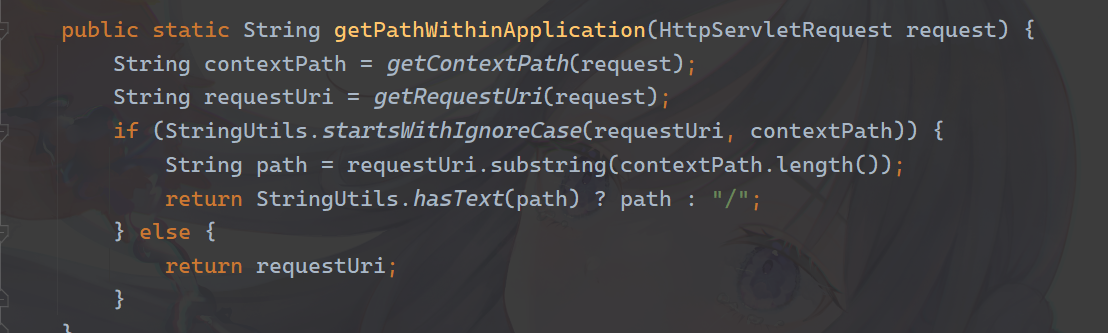 public static String getPathWithinApplication(HttpServletRequest request) {
    String contextPath = getContextPath(request);
    String requestUri = getRequestUri(request);
    if (StringUtils.startsWithIgnoreCase(requestUri, contextPath)) {
        String path = requestUri.substring(contextPath.length());
        return StringUtils.hasText(path) ? path : "/";
    } else {
        return requestUri;
    }
}